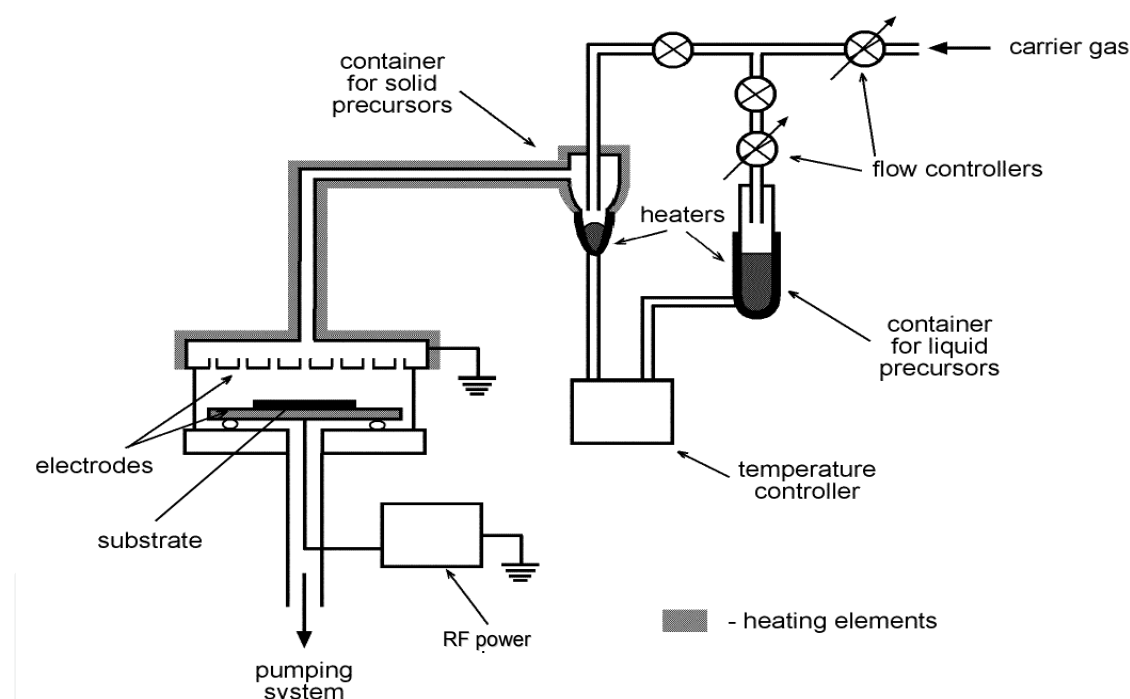 carrier gas
container
for solid
precursors
flow controllers
heaters
container
for liquid
precursors
electrodes
temperature
controller
substrate
RF power
- heating elements
pumping
system